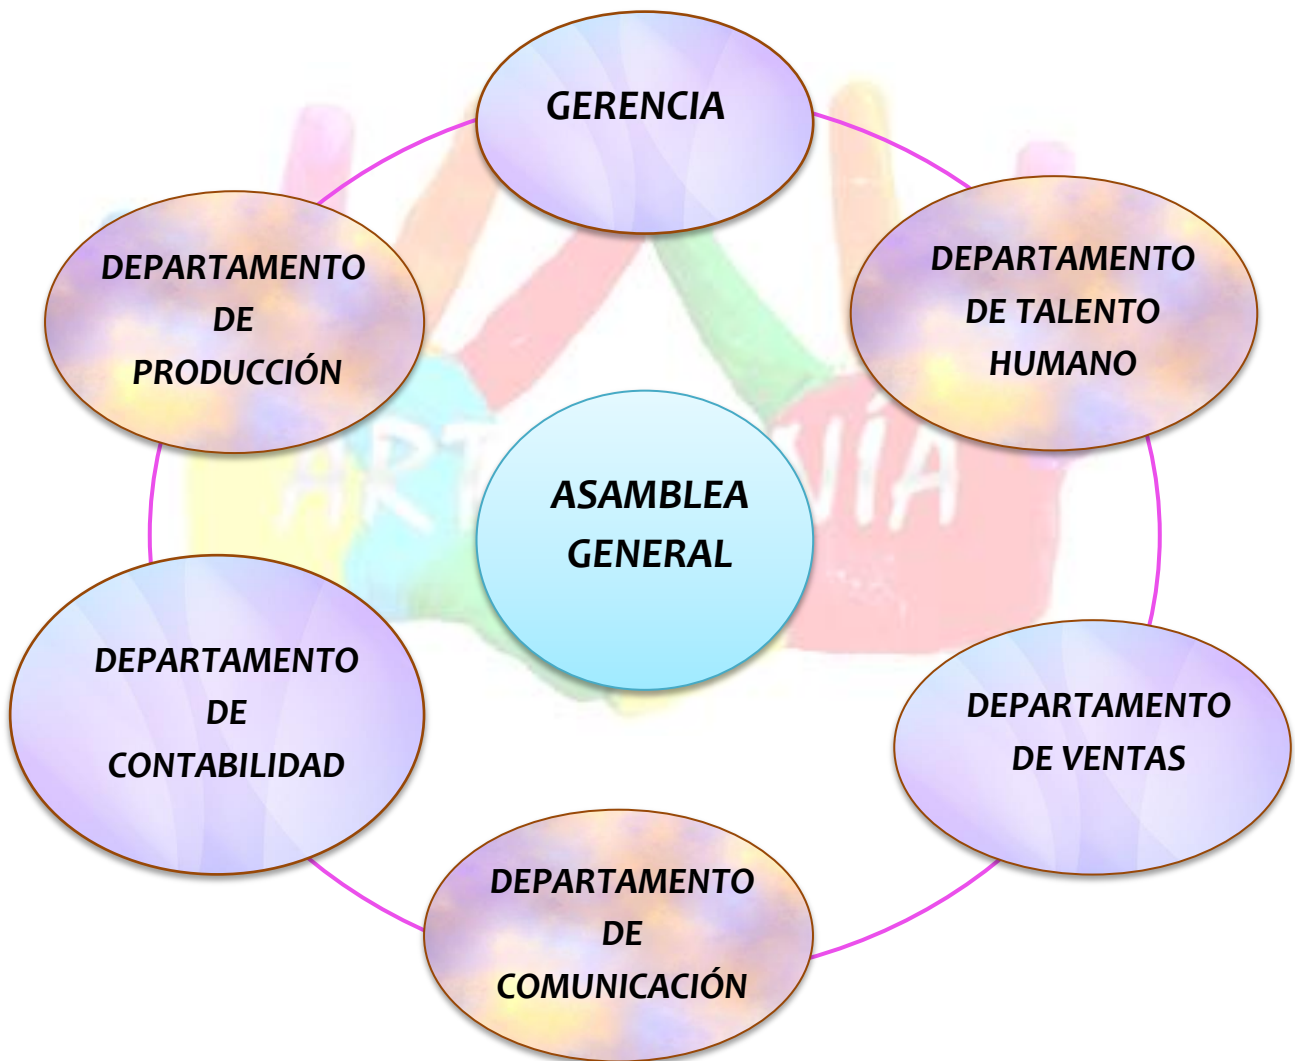 GERENCIA
DEPARTAMENTO
DE TALENTO
HUMANO
DEPARTAMENTO
DE VENTAS
DEPARTAMENTO
DE
COMUNICACIÓN
DEPARTAMENTO
DE
CONTABILIDAD
DEPARTAMENTO
DE
PRODUCCIÓN
ASAMBLEA
GENERAL